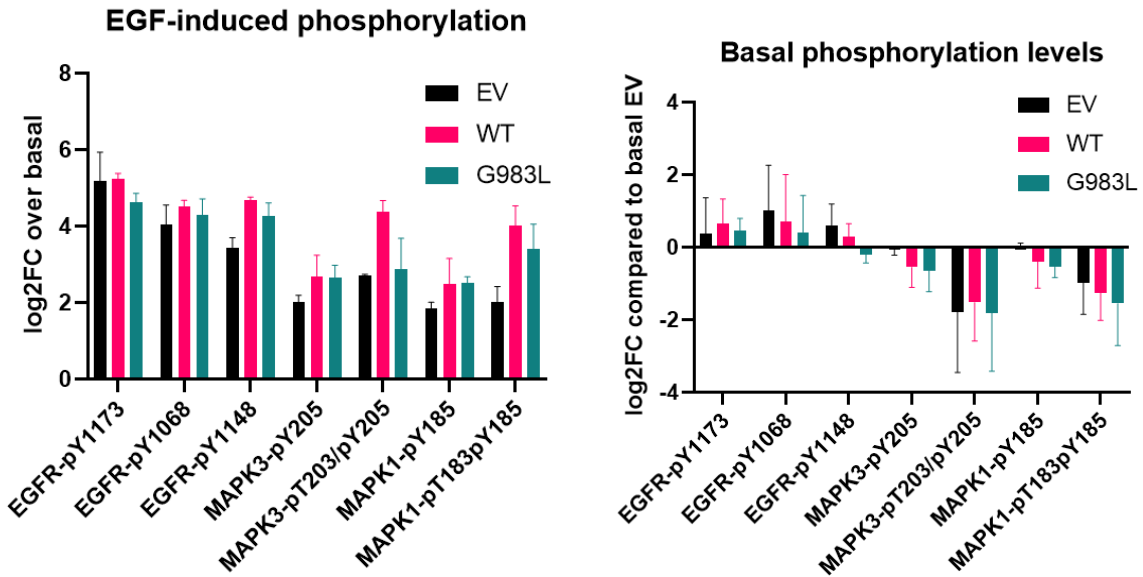 EGF-induced phosphorylation
log2FC over basal
8
6
4
2
0
EV
WT
G983L
EGFR-pY1173
EGFR-pY1068
EGFR-pY1148
MAPK3-pY205
MAPK3-pT203/pY205
MAPK1-pY185
MAPK1-pT183pY185
Basal phosphorylation levels
log2FC compared to basal EV
4
2
0
-2
-4
EV
WT
G983L
EGFR-pY1173
EGFR-pY1068
EGFR-pY1148
MAPK3-pY205
MAPK3-pT203/pY205
MAPK1-pY185
MAPK1-pT183pY185